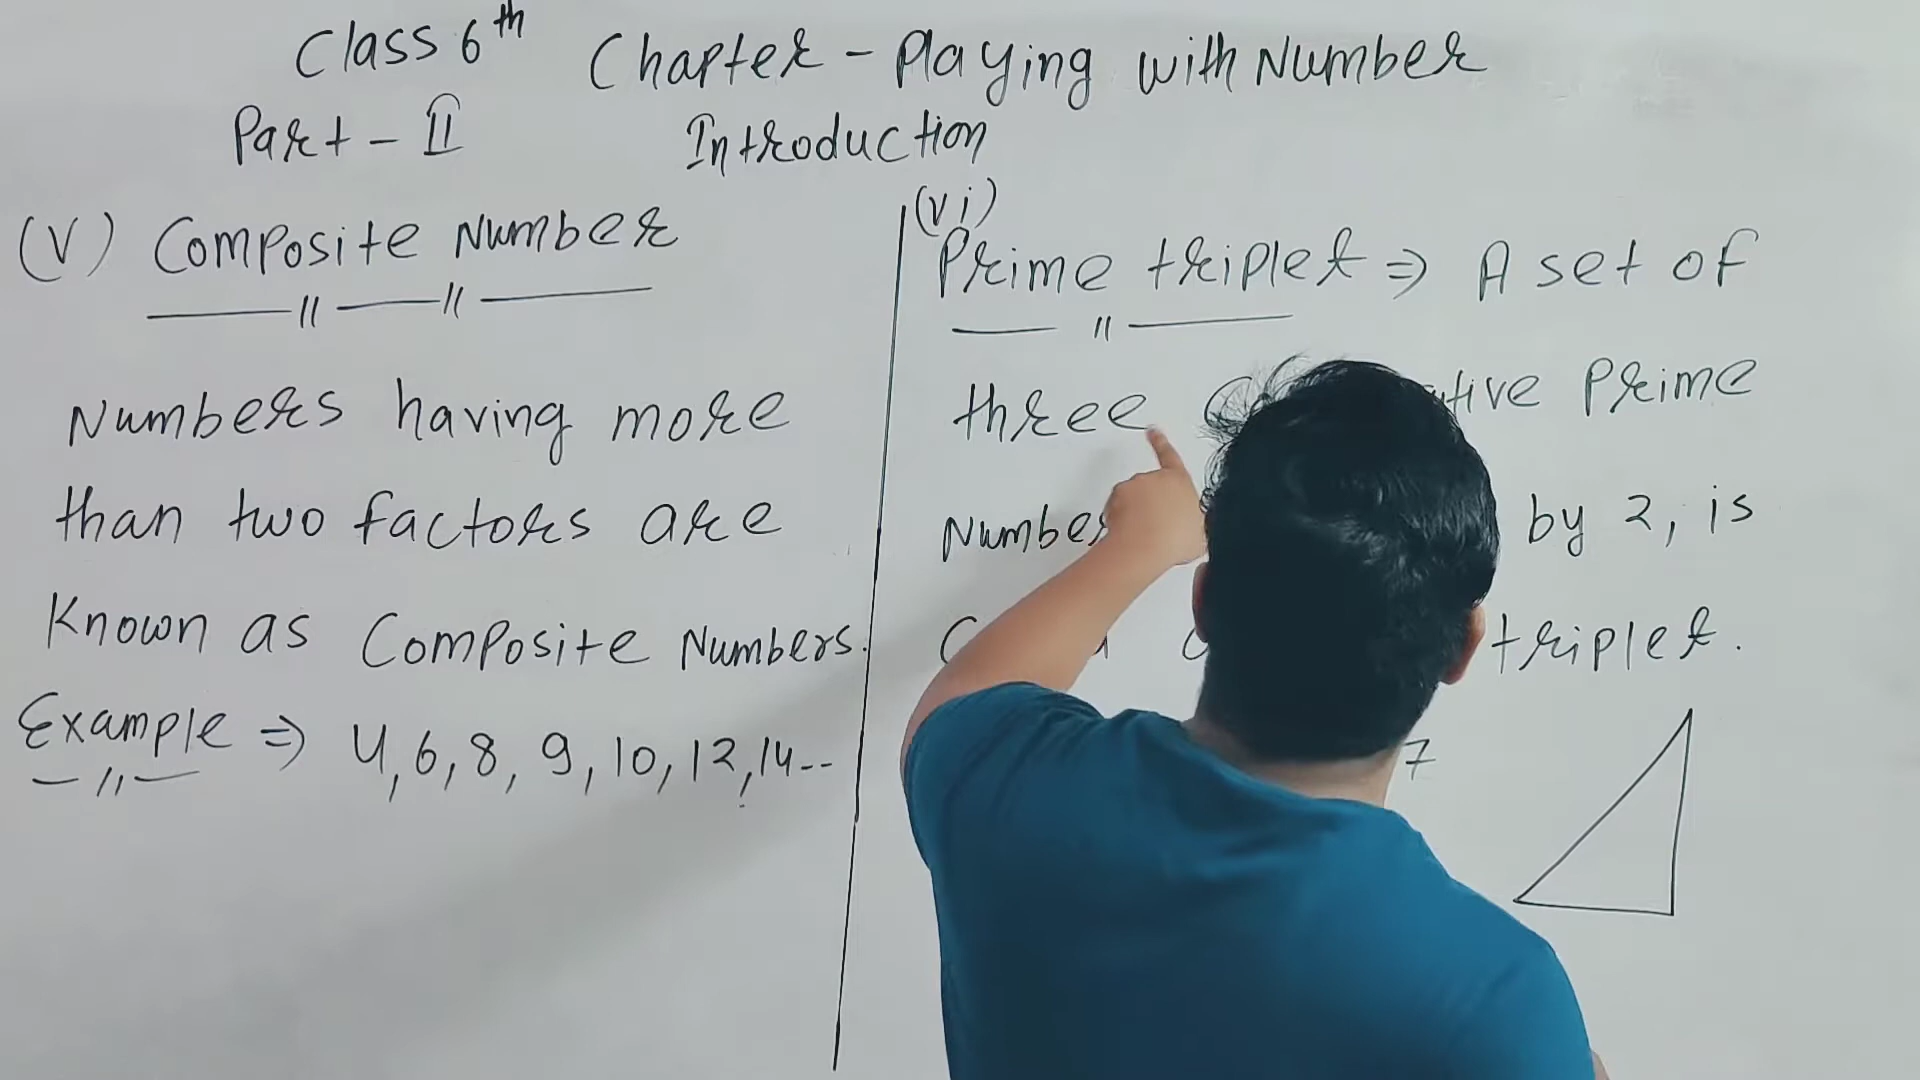 Class 6th Chapter - Playing with Number
Part - II Introduction
(V) Composite Number
Numbers having more
than two factors are
Known as Composite Numbers.
Example ⇒ 4, 6, 8, 9, 10, 12, 14--
(vi)
Prime triplet ⇒ A set of
three Prime
by 2, is
triplet.
7